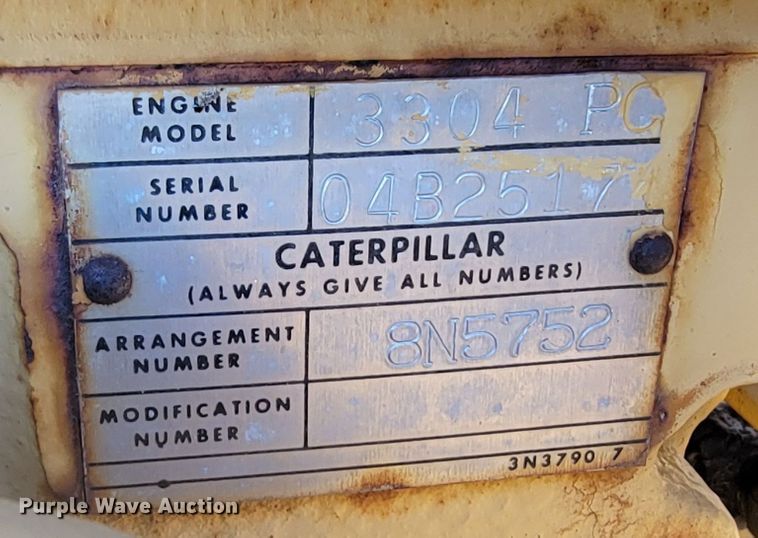 ENGINE MODEL 3304 PC
SERIAL NUMBER 04B2517
CATERPILLAR
(ALWAYS GIVE ALL NUMBERS)
ARRANGEMENT NUMBER 8N5752
MODIFICATION NUMBER
3N3790 7
Purple Wave Auction